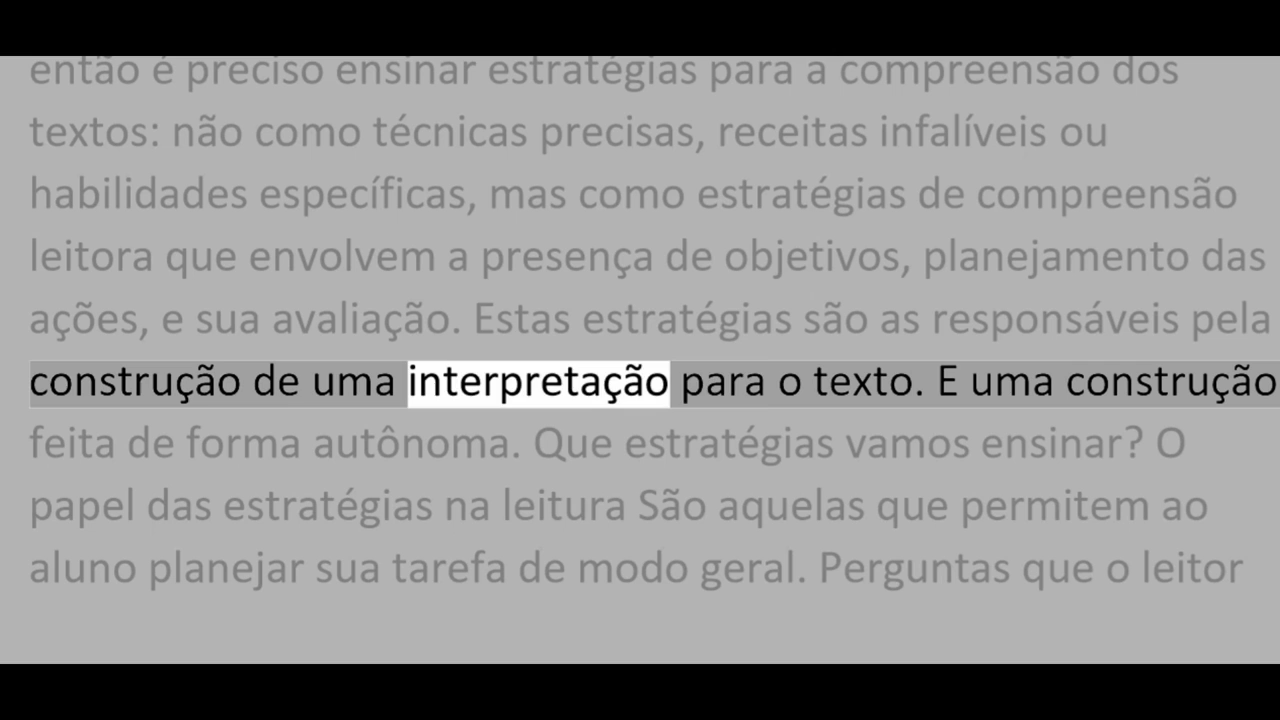 então é preciso ensinar estratégias para a compreensão dos
textos: não como técnicas precisas, receitas infalíveis ou
habilidades específicas, mas como estratégias de compreensão
leitora que envolvem a presença de objetivos, planejamento das
ações, e sua avaliação. Estas estratégias são as responsáveis pela
construção de uma interpretação para o texto. E uma construção
feita de forma autônoma. Que estratégias vamos ensinar? O
papel das estratégias na leitura São aquelas que permitem ao
aluno planejar sua tarefa de modo geral. Perguntas que o leitor